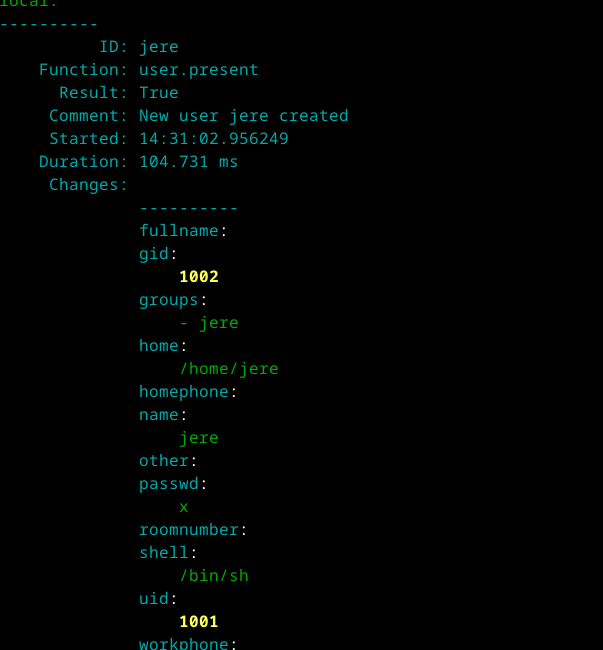 local:
----------
          ID: jere
    Function: user.present
      Result: True
     Comment: New user jere created
     Started: 14:31:02.956249
    Duration: 104.731 ms
     Changes:
              ----------
              fullname:
              gid:
                  1002
              groups:
                  - jere
              home:
                  /home/jere
              homephone:
              name:
                  jere
              other:
              passwd:
                  x
              roomnumber:
              shell:
                  /bin/sh
              uid:
                  1001
              workphone: